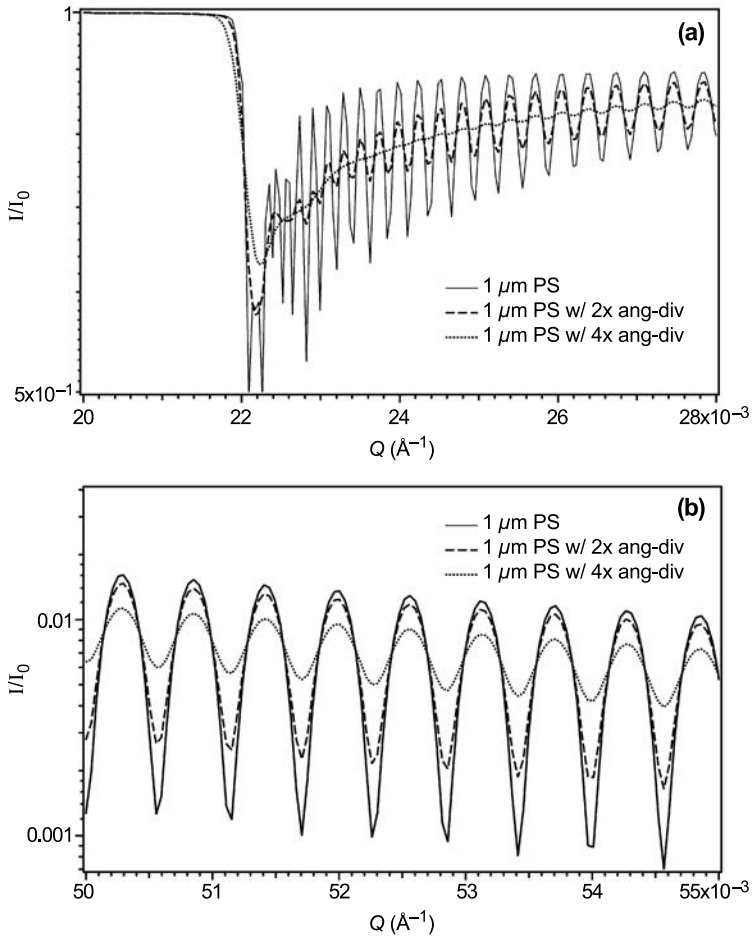 (a)
1
I/I₀
5x10⁻¹
1 µm PS
1 µm PS w/ 2x ang-div
1 µm PS w/ 4x ang-div
20 22 24 26 28x10⁻³
Q (Å⁻¹)
(b)
1 µm PS
1 µm PS w/ 2x ang-div
1 µm PS w/ 4x ang-div
0.01
I/I₀
0.001
50 51 52 53 54 55x10⁻³
Q (Å⁻¹)